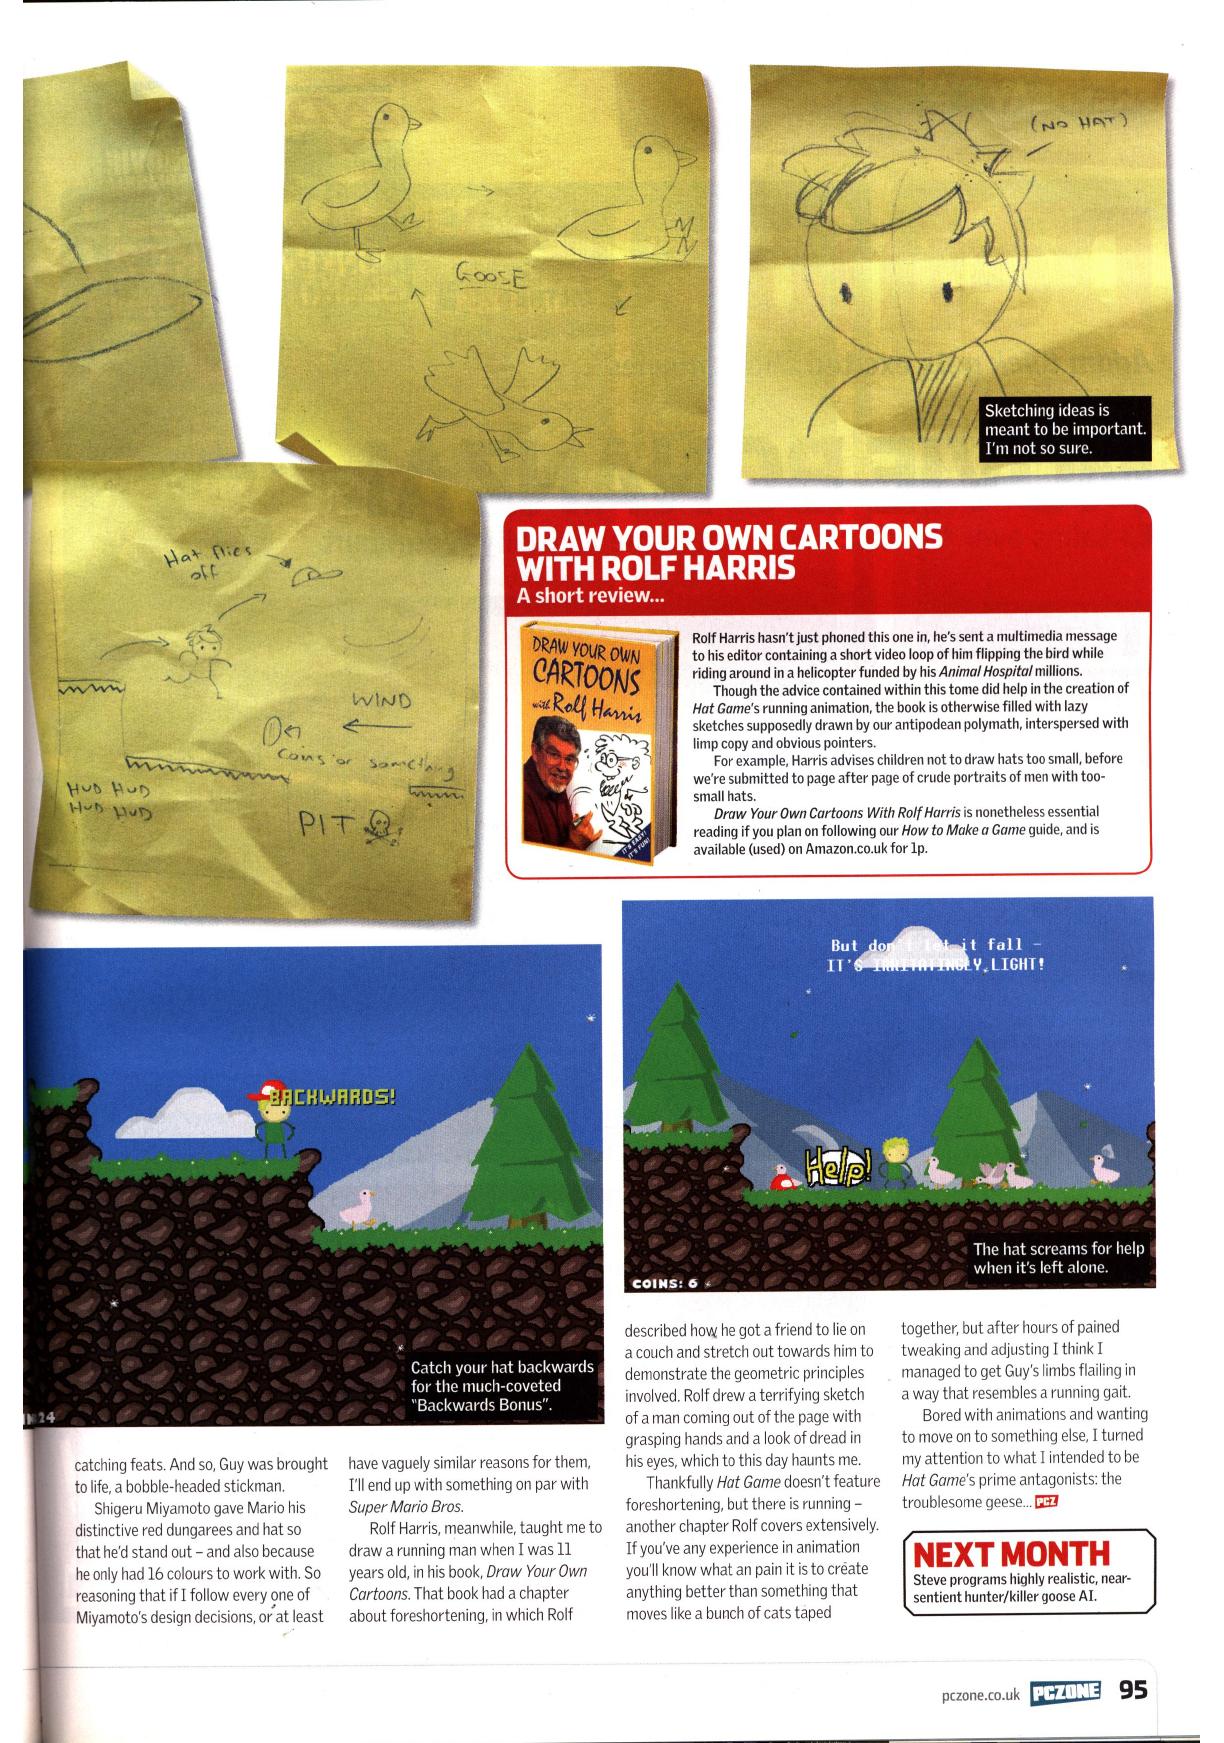 GOOSE
(NO HAT)
Sketching ideas is
meant to be important.
I'm not so sure.
Hat flies
off
WIND
coins or something
HUD HUD
HUD HUD
PIT
DRAW YOUR OWN CARTOONS
WITH ROLF HARRIS
A short review...
DRAW YOUR OWN
CARTOONS
with Rolf Harris
IT'S EASY!
IT'S FUN!
Rolf Harris hasn't just phoned this one in, he's sent a multimedia message
to his editor containing a short video loop of him flipping the bird while
riding around in a helicopter funded by his Animal Hospital millions.
Though the advice contained within this tome did help in the creation of
Hat Game's running animation, the book is otherwise filled with lazy
sketches supposedly drawn by our antipodean polymath, interspersed with
limp copy and obvious pointers.
For example, Harris advises children not to draw hats too small, before
we're submitted to page after page of crude portraits of men with too-
small hats.
Draw Your Own Cartoons With Rolf Harris is nonetheless essential
reading if you plan on following our How to Make a Game guide, and is
available (used) on Amazon.co.uk for 1p.
BACKWARDS!
Catch your hat backwards
for the much-coveted
"Backwards Bonus".
But don't let it fall –
IT'S IRRITATINGLY LIGHT!
Help!
The hat screams for help
when it's left alone.
COINS: 6
catching feats. And so, Guy was brought
to life, a bobble-headed stickman.
Shigeru Miyamoto gave Mario his
distinctive red dungarees and hat so
that he'd stand out – and also because
he only had 16 colours to work with. So
reasoning that if I follow every one of
Miyamoto's design decisions, or at least
have vaguely similar reasons for them,
I'll end up with something on par with
Super Mario Bros.
Rolf Harris, meanwhile, taught me to
draw a running man when I was 11
years old, in his book, Draw Your Own
Cartoons. That book had a chapter
about foreshortening, in which Rolf
described how he got a friend to lie on
a couch and stretch out towards him to
demonstrate the geometric principles
involved. Rolf drew a terrifying sketch
of a man coming out of the page with
grasping hands and a look of dread in
his eyes, which to this day haunts me.
Thankfully Hat Game doesn't feature
foreshortening, but there is running –
another chapter Rolf covers extensively.
If you've any experience in animation
you'll know what an pain it is to create
anything better than something that
moves like a bunch of cats taped
together, but after hours of pained
tweaking and adjusting I think I
managed to get Guy's limbs flailing in
a way that resembles a running gait.
Bored with animations and wanting
to move on to something else, I turned
my attention to what I intended to be
Hat Game's prime antagonists: the
troublesome geese... PCZ
NEXT MONTH
Steve programs highly realistic, near-
sentient hunter/killer goose AI.
pczone.co.uk PCZONE 95